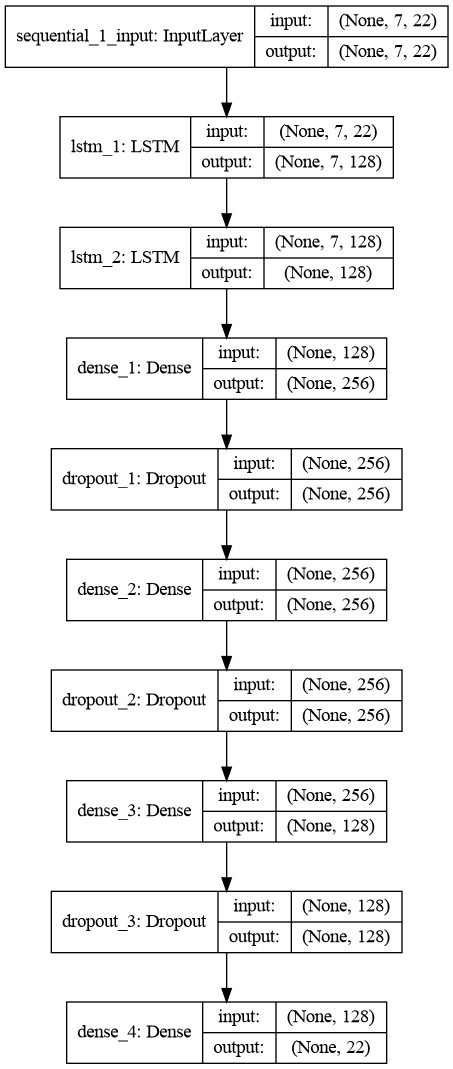 sequential_1_input: InputLayer
input: (None, 7, 22)
output: (None, 7, 22)
lstm_1: LSTM
input: (None, 7, 22)
output: (None, 7, 128)
lstm_2: LSTM
input: (None, 7, 128)
output: (None, 128)
dense_1: Dense
input: (None, 128)
output: (None, 256)
dropout_1: Dropout
input: (None, 256)
output: (None, 256)
dense_2: Dense
input: (None, 256)
output: (None, 256)
dropout_2: Dropout
input: (None, 256)
output: (None, 256)
dense_3: Dense
input: (None, 256)
output: (None, 128)
dropout_3: Dropout
input: (None, 128)
output: (None, 128)
dense_4: Dense
input: (None, 128)
output: (None, 22)